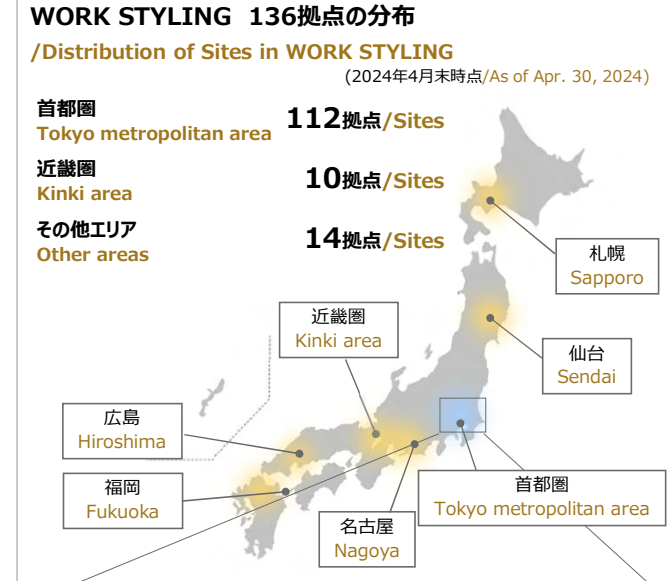 WORK STYLING 136拠点の分布
/Distribution of Sites in WORK STYLING
(2024年4月末時点/As of Apr. 30, 2024)
首都圏
Tokyo metropolitan area
112拠点/Sites
近畿圏
Kinki area
10拠点/Sites
その他エリア
Other areas
14拠点/Sites
札幌
Sapporo
近畿圏
Kinki area
仙台
Sendai
広島
Hiroshima
福岡
Fukuoka
首都圏
Tokyo metropolitan area
名古屋
Nagoya